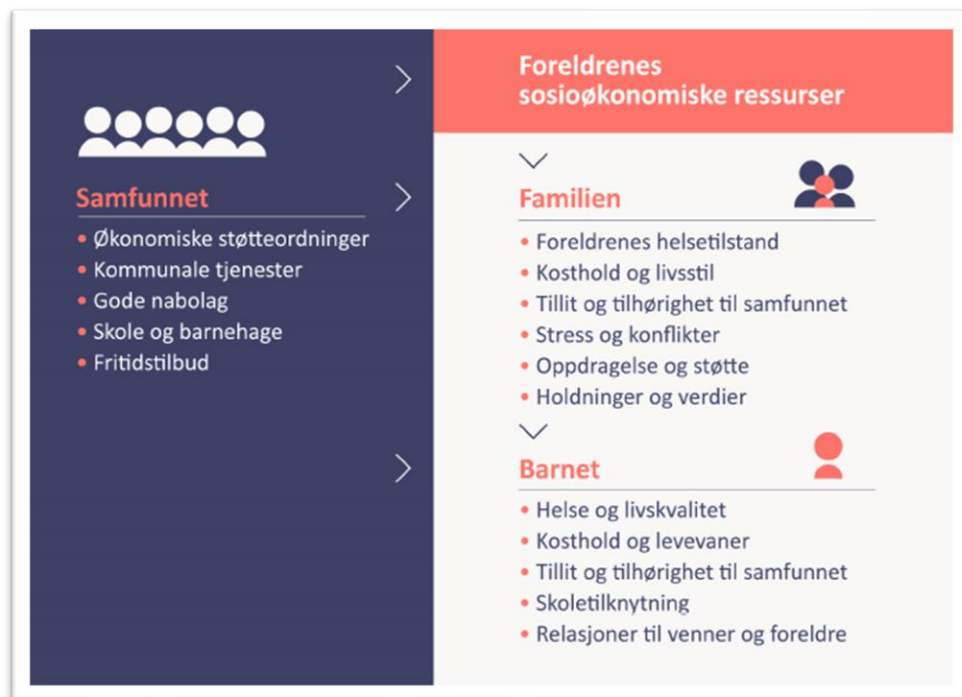 Samfunnet
• Økonomiske støtteordninger
• Kommunale tjenester
• Gode nabolag
• Skole og barnehage
• Fritidstilbud
Foreldrenes
sosioøkonomiske ressurser
Familien
• Foreldrenes helsetilstand
• Kosthold og livsstil
• Tillit og tilhørighet til samfunnet
• Stress og konflikter
• Oppdragelse og støtte
• Holdninger og verdier
Barnet
• Helse og livskvalitet
• Kosthold og levevaner
• Tillit og tilhørighet til samfunnet
• Skoletilknytning
• Relasjoner til venner og foreldre